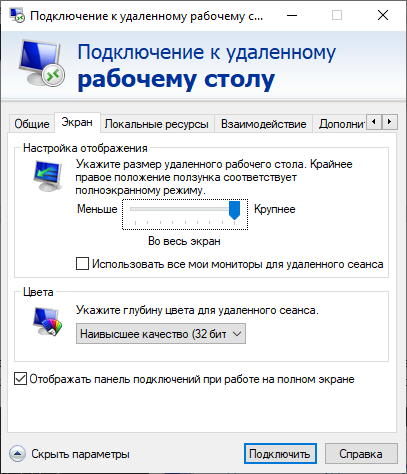 Подключение к удаленному рабочему с...
Подключение к удаленному
рабочему столу
Общие Экран Локальные ресурсы Взаимодействие Дополнит
Настройка отображения
Укажите размер удаленного рабочего стола. Крайнее
правое положение ползунка соответствует
полноэкранному режиму.
Меньше Крупнее
Во весь экран
Использовать все мои мониторы для удаленного сеанса
Цвета
Укажите глубину цвета для удаленного сеанса.
Наивысшее качество (32 бит
Отображать панель подключений при работе на полном экране
Скрыть параметры Подключить Справка